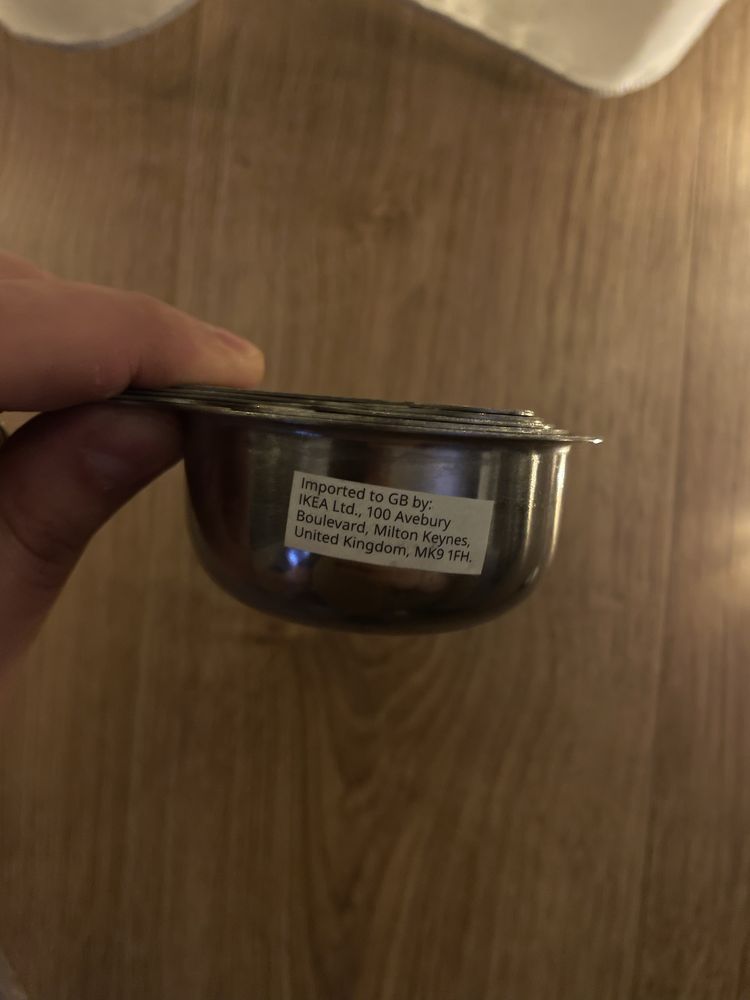 Imported to GB by:
IKEA Ltd., 100 Avebury
Boulevard, Milton Keynes,
United Kingdom, MK9 1FH.